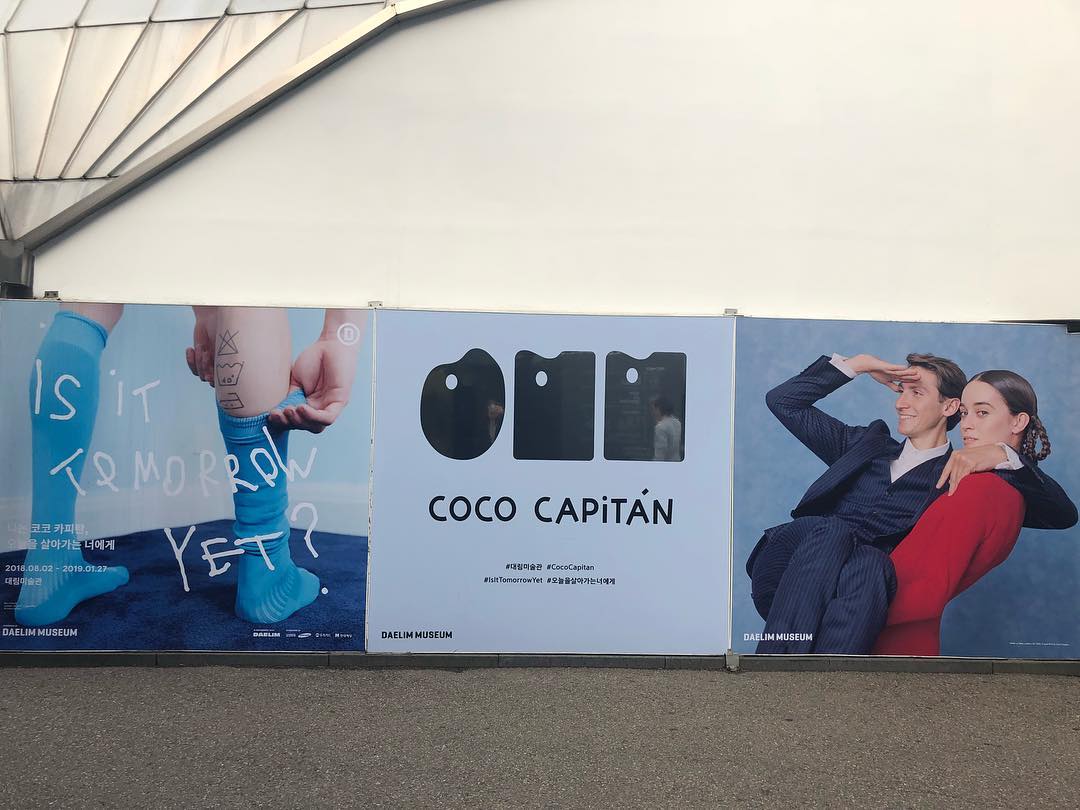 IS iT
TOMORROW
YET?
나는 코코 카피탄,
오늘을 살아가는 너에게
2018.08.02 - 2019.01.27
대림미술관
DAELIM MUSEUM
DAELIM
COCO CAPiTÁN
#대림미술관 #CocoCapitan
#IsItTomorrowYet #오늘을살아가는너에게
DAELIM MUSEUM
DAELIM MUSEUM